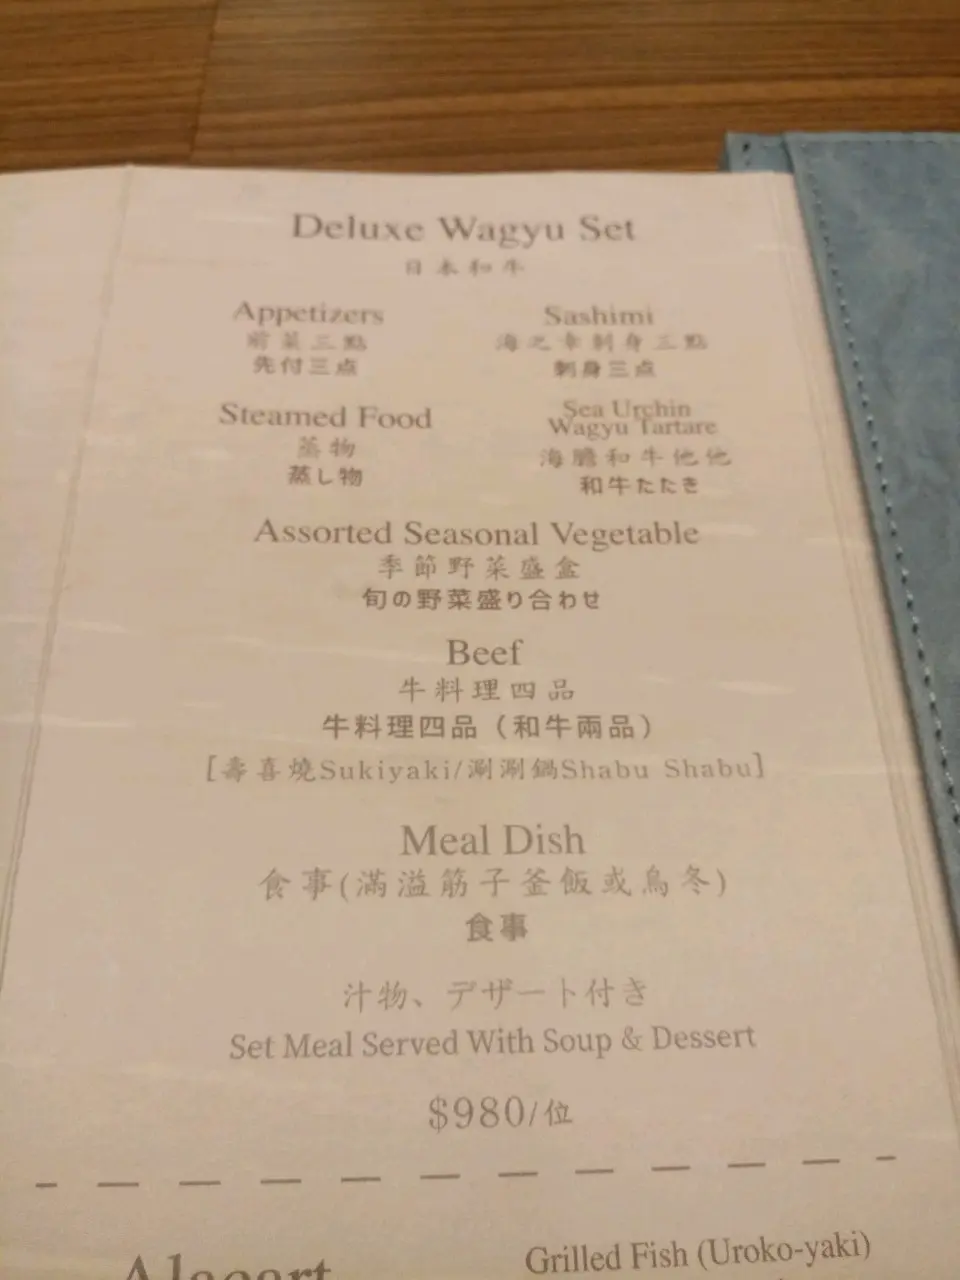 Deluxe Wagyu Set
日本和牛
Appetizers
前菜三點
先付三点
Sashimi
海之幸刺身三點
刺身三点
Steamed Food
蒸物
蒸し物
Sea Urchin
Wagyu Tartare
海膽和牛他他
和牛たたき
Assorted Seasonal Vegetable
季節野菜盛盒
旬の野菜盛り合わせ
Beef
牛料理四品
牛料理四品（和牛兩品）
[壽喜燒Sukiyaki/涮涮鍋Shabu Shabu]
Meal Dish
食事(滿溢筋子釜飯或烏冬)
食事
汁物、デザート付き
Set Meal Served With Soup & Dessert
$980/位
Alacart
Grilled Fish (Uroko-yaki)